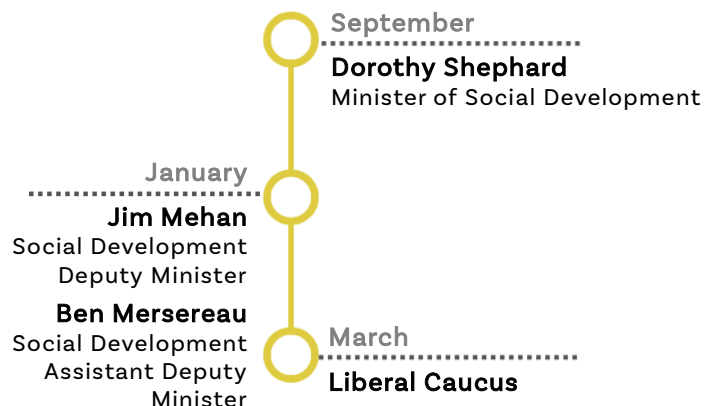 September
Dorothy Shephard
Minister of Social Development
January
Jim Mehan
Social Development
Deputy Minister
Ben Mersereau
Social Development
Assistant Deputy
Minister
March
Liberal Caucus